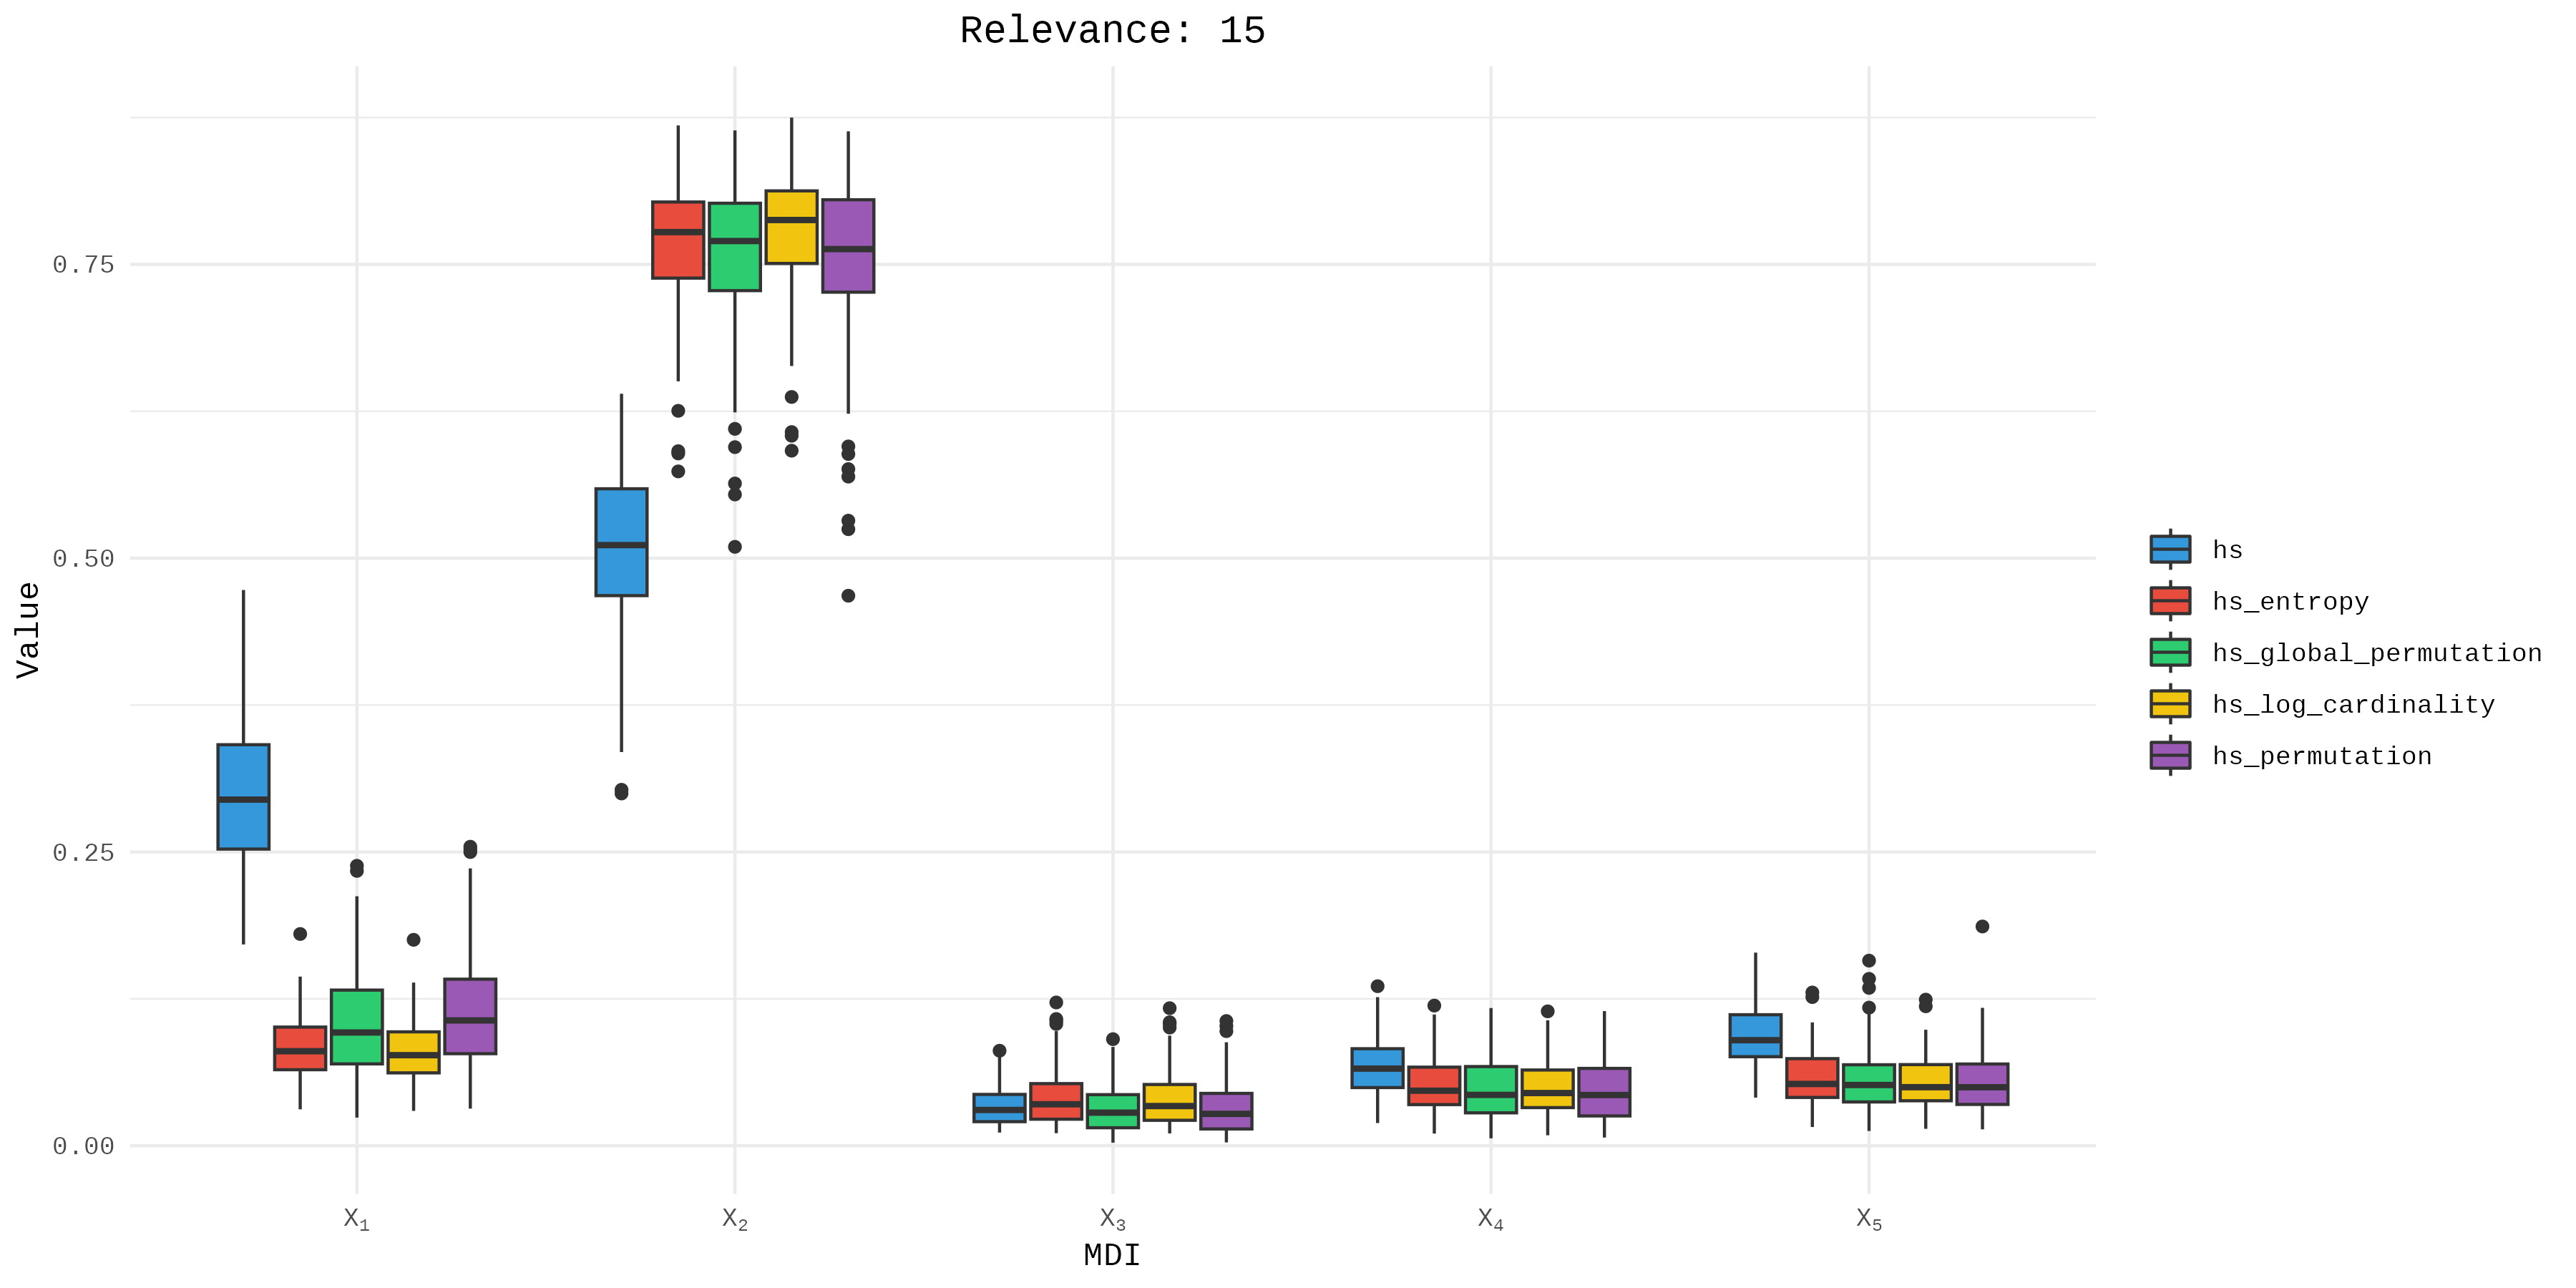 Relevance: 15
Value
0.75
0.50
0.25
0.00
X₁ X₂ X₃ X₄ X₅
MDI
hs
hs_entropy
hs_global_permutation
hs_log_cardinality
hs_permutation